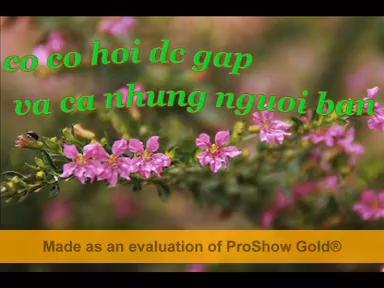 co co hoi dc gap
va ca nhung nguoi ban
Made as an evaluation of ProShow Gold®